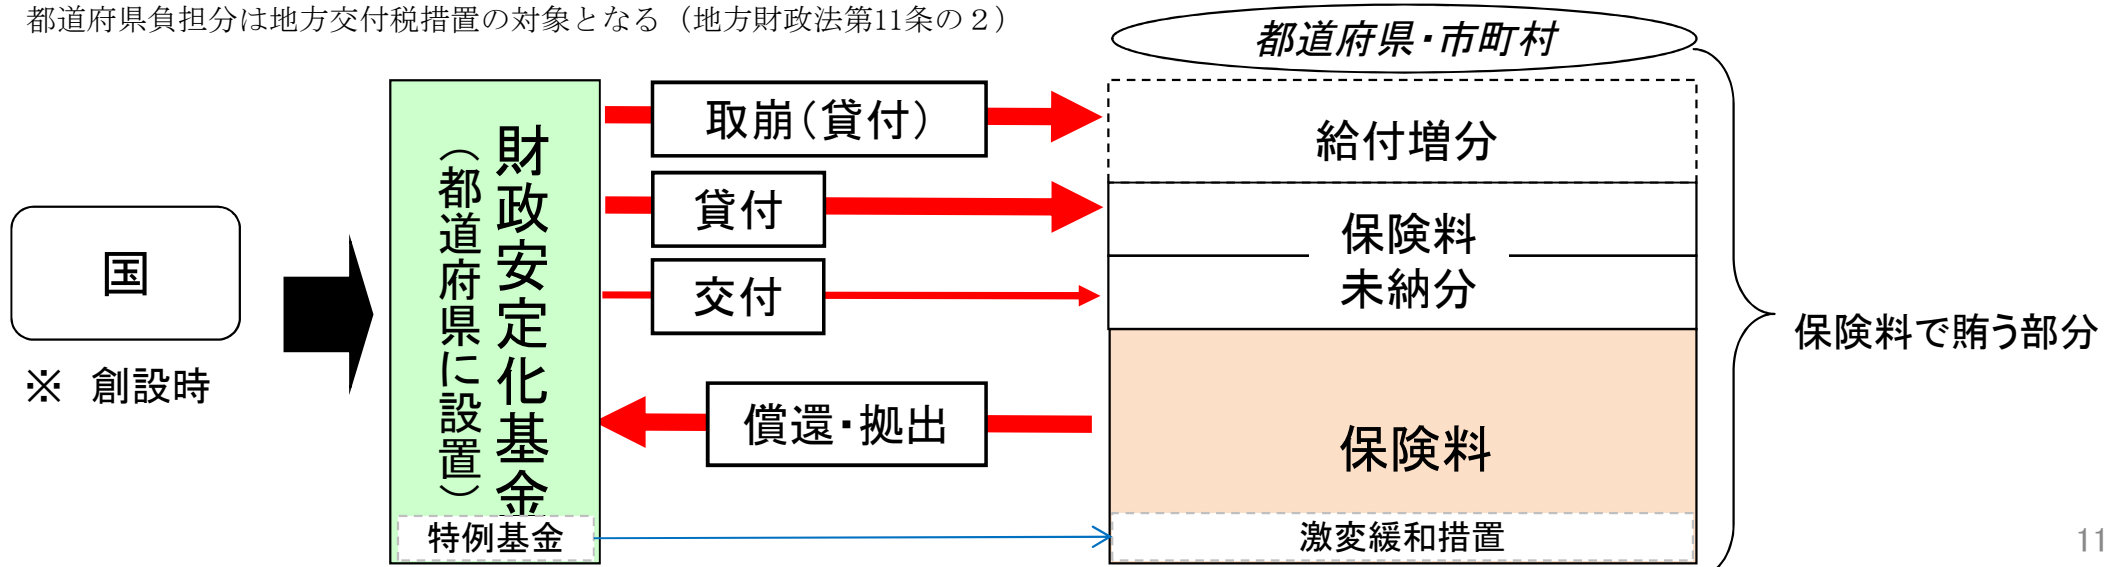 都道府県負担分は地方交付税措置の対象となる（地方財政法第11条の２）
都道府県・市町村
国
※　創設時
財政安定化基金
（都道府県に設置）
特例基金
取崩（貸付）
貸付
交付
償還・拠出
給付増分
保険料
未納分
保険料
激変緩和措置
保険料で賄う部分
11